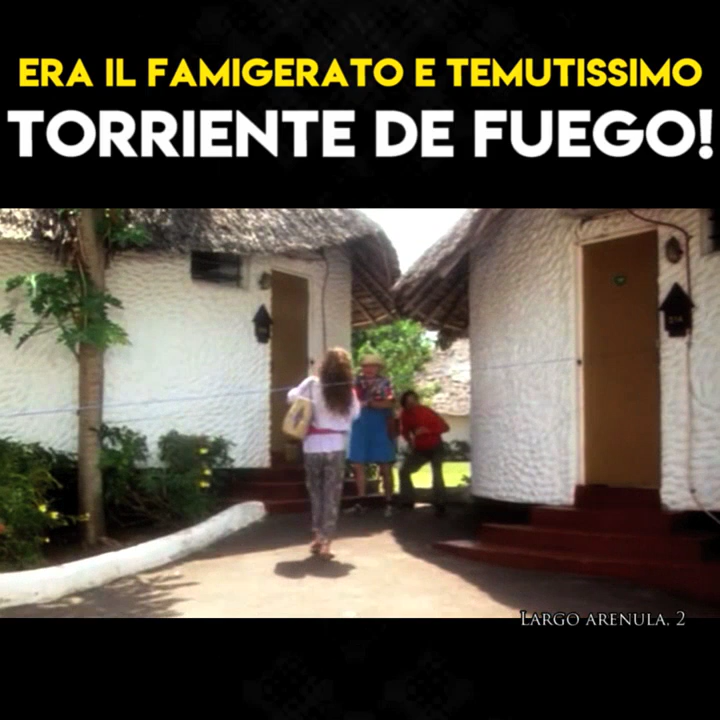 ERA IL FAMIGERATO E TEMUTISSIMO
TORRIENTE DE FUEGO!
LARGO ARENULA, 2